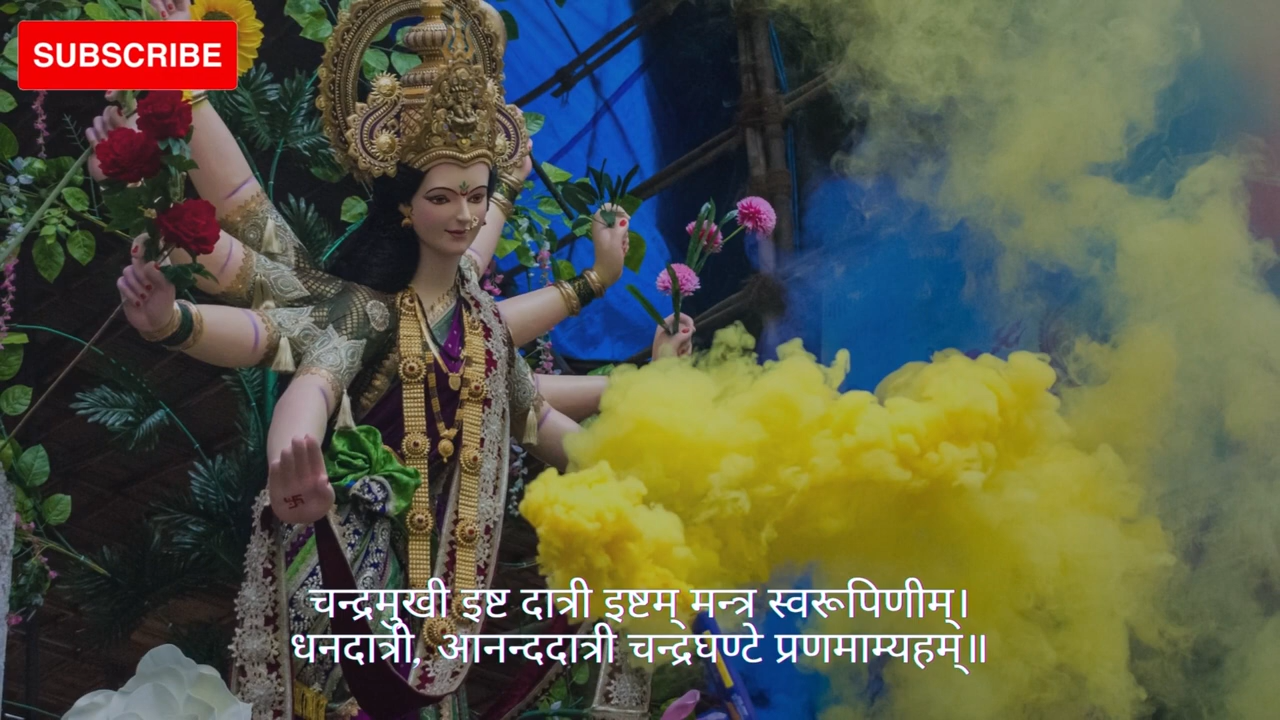 SUBSCRIBE
चन्द्रमुखी इष्ट दात्री इष्टम् मन्त्र स्वरूपिणीम्।
धनदात्री, आनन्ददात्री चन्द्रघण्टे प्रणमाम्यहम्॥